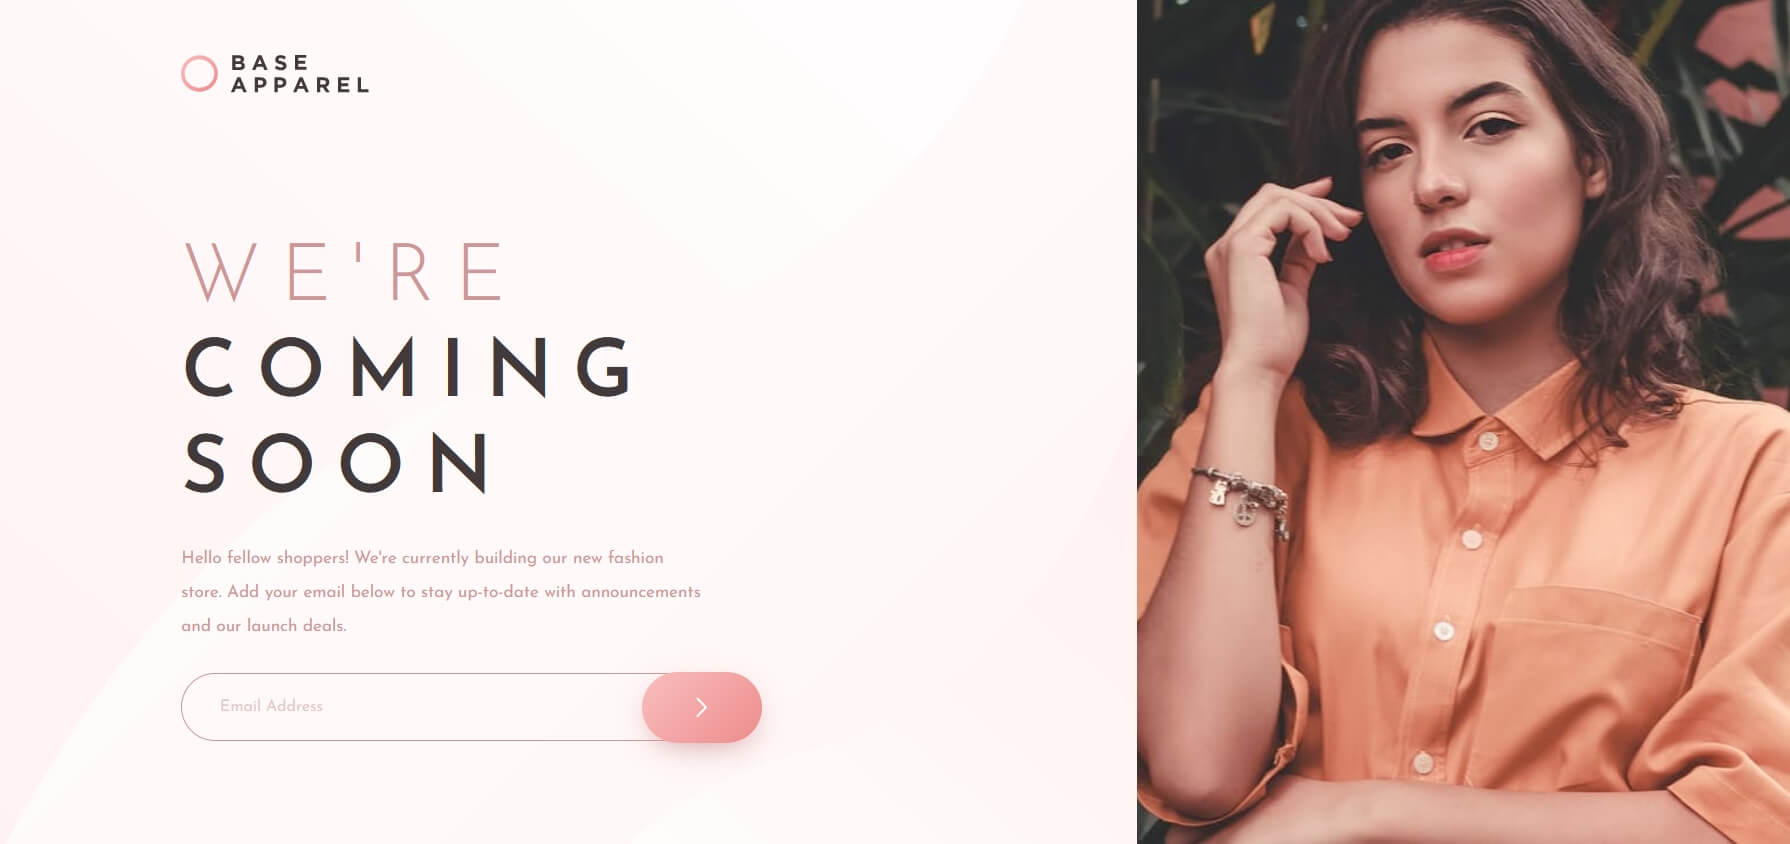 BASE
APPAREL
WE'RE
COMING
SOON
Hello fellow shoppers! We're currently building our new fashion
store. Add your email below to stay up-to-date with announcements
and our launch deals.
Email Address